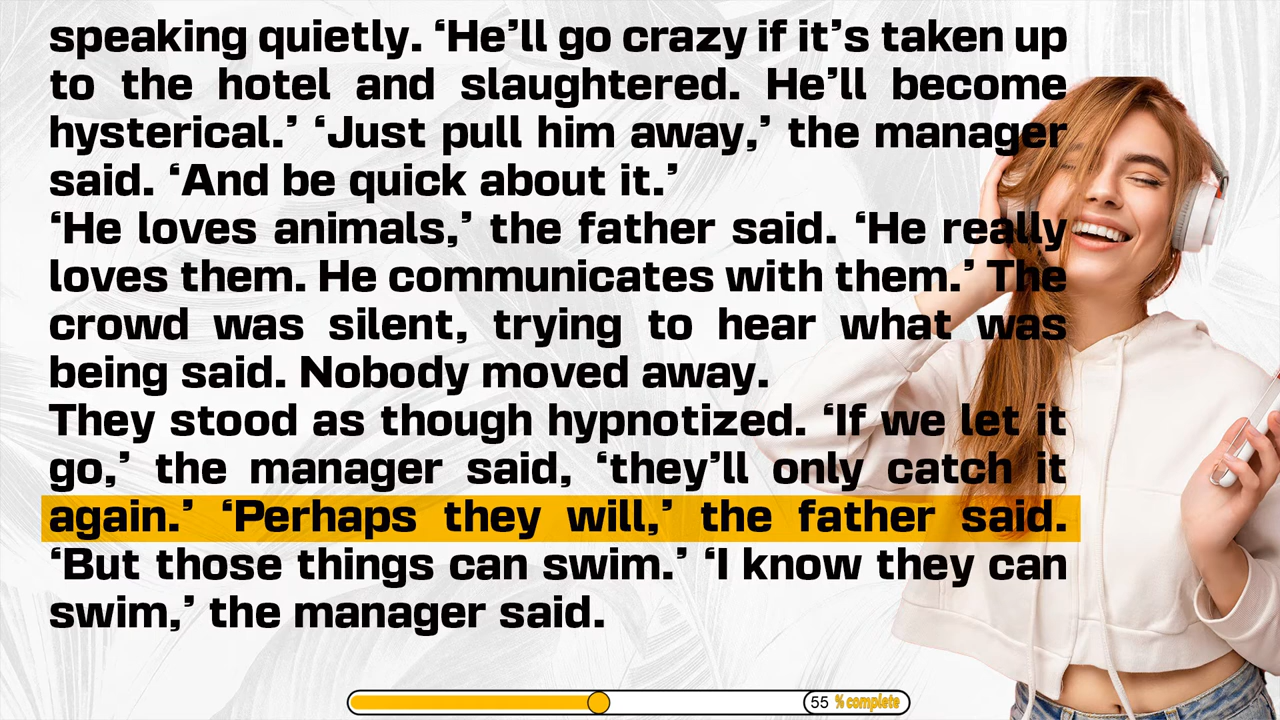 speaking quietly. ‘He’ll go crazy if it’s taken up
to the hotel and slaughtered. He’ll become
hysterical.’ ‘Just pull him away,’ the manager
said. ‘And be quick about it.’
‘He loves animals,’ the father said. ‘He really
loves them. He communicates with them.’ The
crowd was silent, trying to hear what was
being said. Nobody moved away.
They stood as though hypnotized. ‘If we let it
go,’ the manager said, ‘they’ll only catch it
again.’ ‘Perhaps they will,’ the father said.
‘But those things can swim.’ ‘I know they can
swim,’ the manager said.
55 % complete